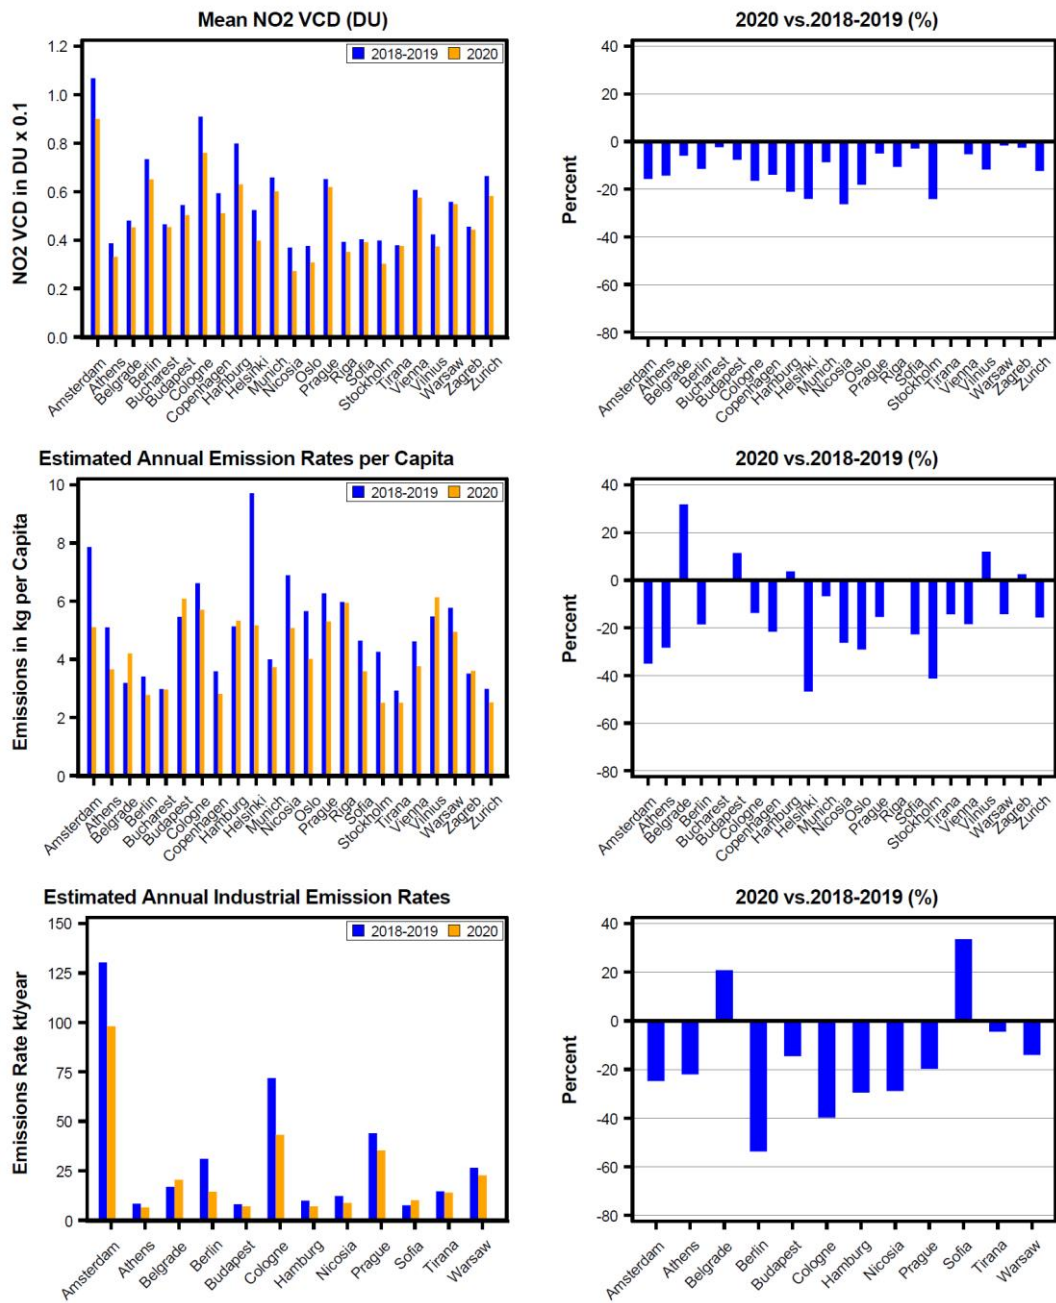 Mean NO2 VCD (DU)
2018-2019 2020
NO2 VCD in DU x 0.1
1.2
1.0
0.8
0.6
0.4
0.2
0.0
Amsterdam Athens Belgrade Berlin Bucharest Budapest Cologne Copenhagen Hamburg Helsinki Munich Nicosia Oslo Prague Riga Sofia Stockholm Tirana Vienna Vilnius Warsaw Zagreb Zurich
2020 vs.2018-2019 (%)
Percent
40
20
0
-20
-40
-60
-80
Amsterdam Athens Belgrade Berlin Bucharest Budapest Cologne Copenhagen Hamburg Helsinki Munich Nicosia Oslo Prague Riga Sofia Stockholm Tirana Vienna Vilnius Warsaw Zagreb Zurich
Estimated Annual Emission Rates per Capita
2018-2019 2020
Emissions in kg per Capita
10
8
6
4
2
0
Amsterdam Athens Belgrade Berlin Bucharest Budapest Cologne Copenhagen Hamburg Helsinki Munich Nicosia Oslo Prague Riga Sofia Stockholm Tirana Vienna Vilnius Warsaw Zagreb Zurich
2020 vs.2018-2019 (%)
Percent
40
20
0
-20
-40
-60
-80
Amsterdam Athens Belgrade Berlin Bucharest Budapest Cologne Copenhagen Hamburg Helsinki Munich Nicosia Oslo Prague Riga Sofia Stockholm Tirana Vienna Vilnius Warsaw Zagreb Zurich
Estimated Annual Industrial Emission Rates
2018-2019 2020
Emissions Rate kt/year
150
125
100
75
50
25
0
Amsterdam Athens Belgrade Berlin Budapest Cologne Hamburg Nicosia Prague Sofia Tirana Warsaw
2020 vs.2018-2019 (%)
Percent
40
20
0
-20
-40
-60
-80
Amsterdam Athens Belgrade Berlin Budapest Cologne Hamburg Nicosia Prague Sofia Tirana Warsaw